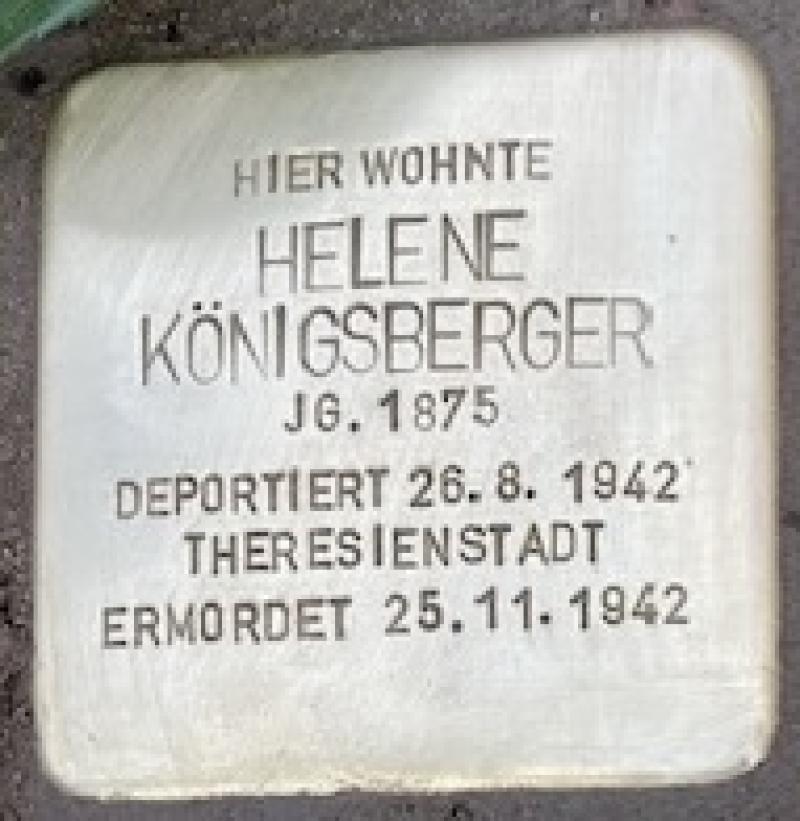 HIER WOHNTE
HELENE
KÖNIGSBERGER
JG. 1875
DEPORTIERT 26. 8. 1942
THERESIENSTADT
ERMORDET 25. 11. 1942